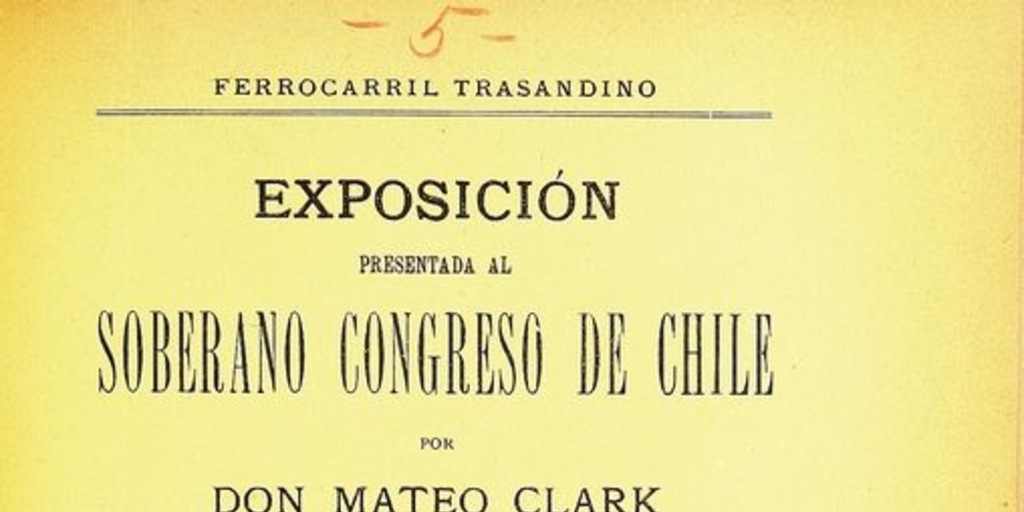 - 5 -
FERROCARRIL TRASANDINO
EXPOSICIÓN
PRESENTADA AL
SOBERANO CONGRESO DE CHILE
POR
DON MATEO CLARK